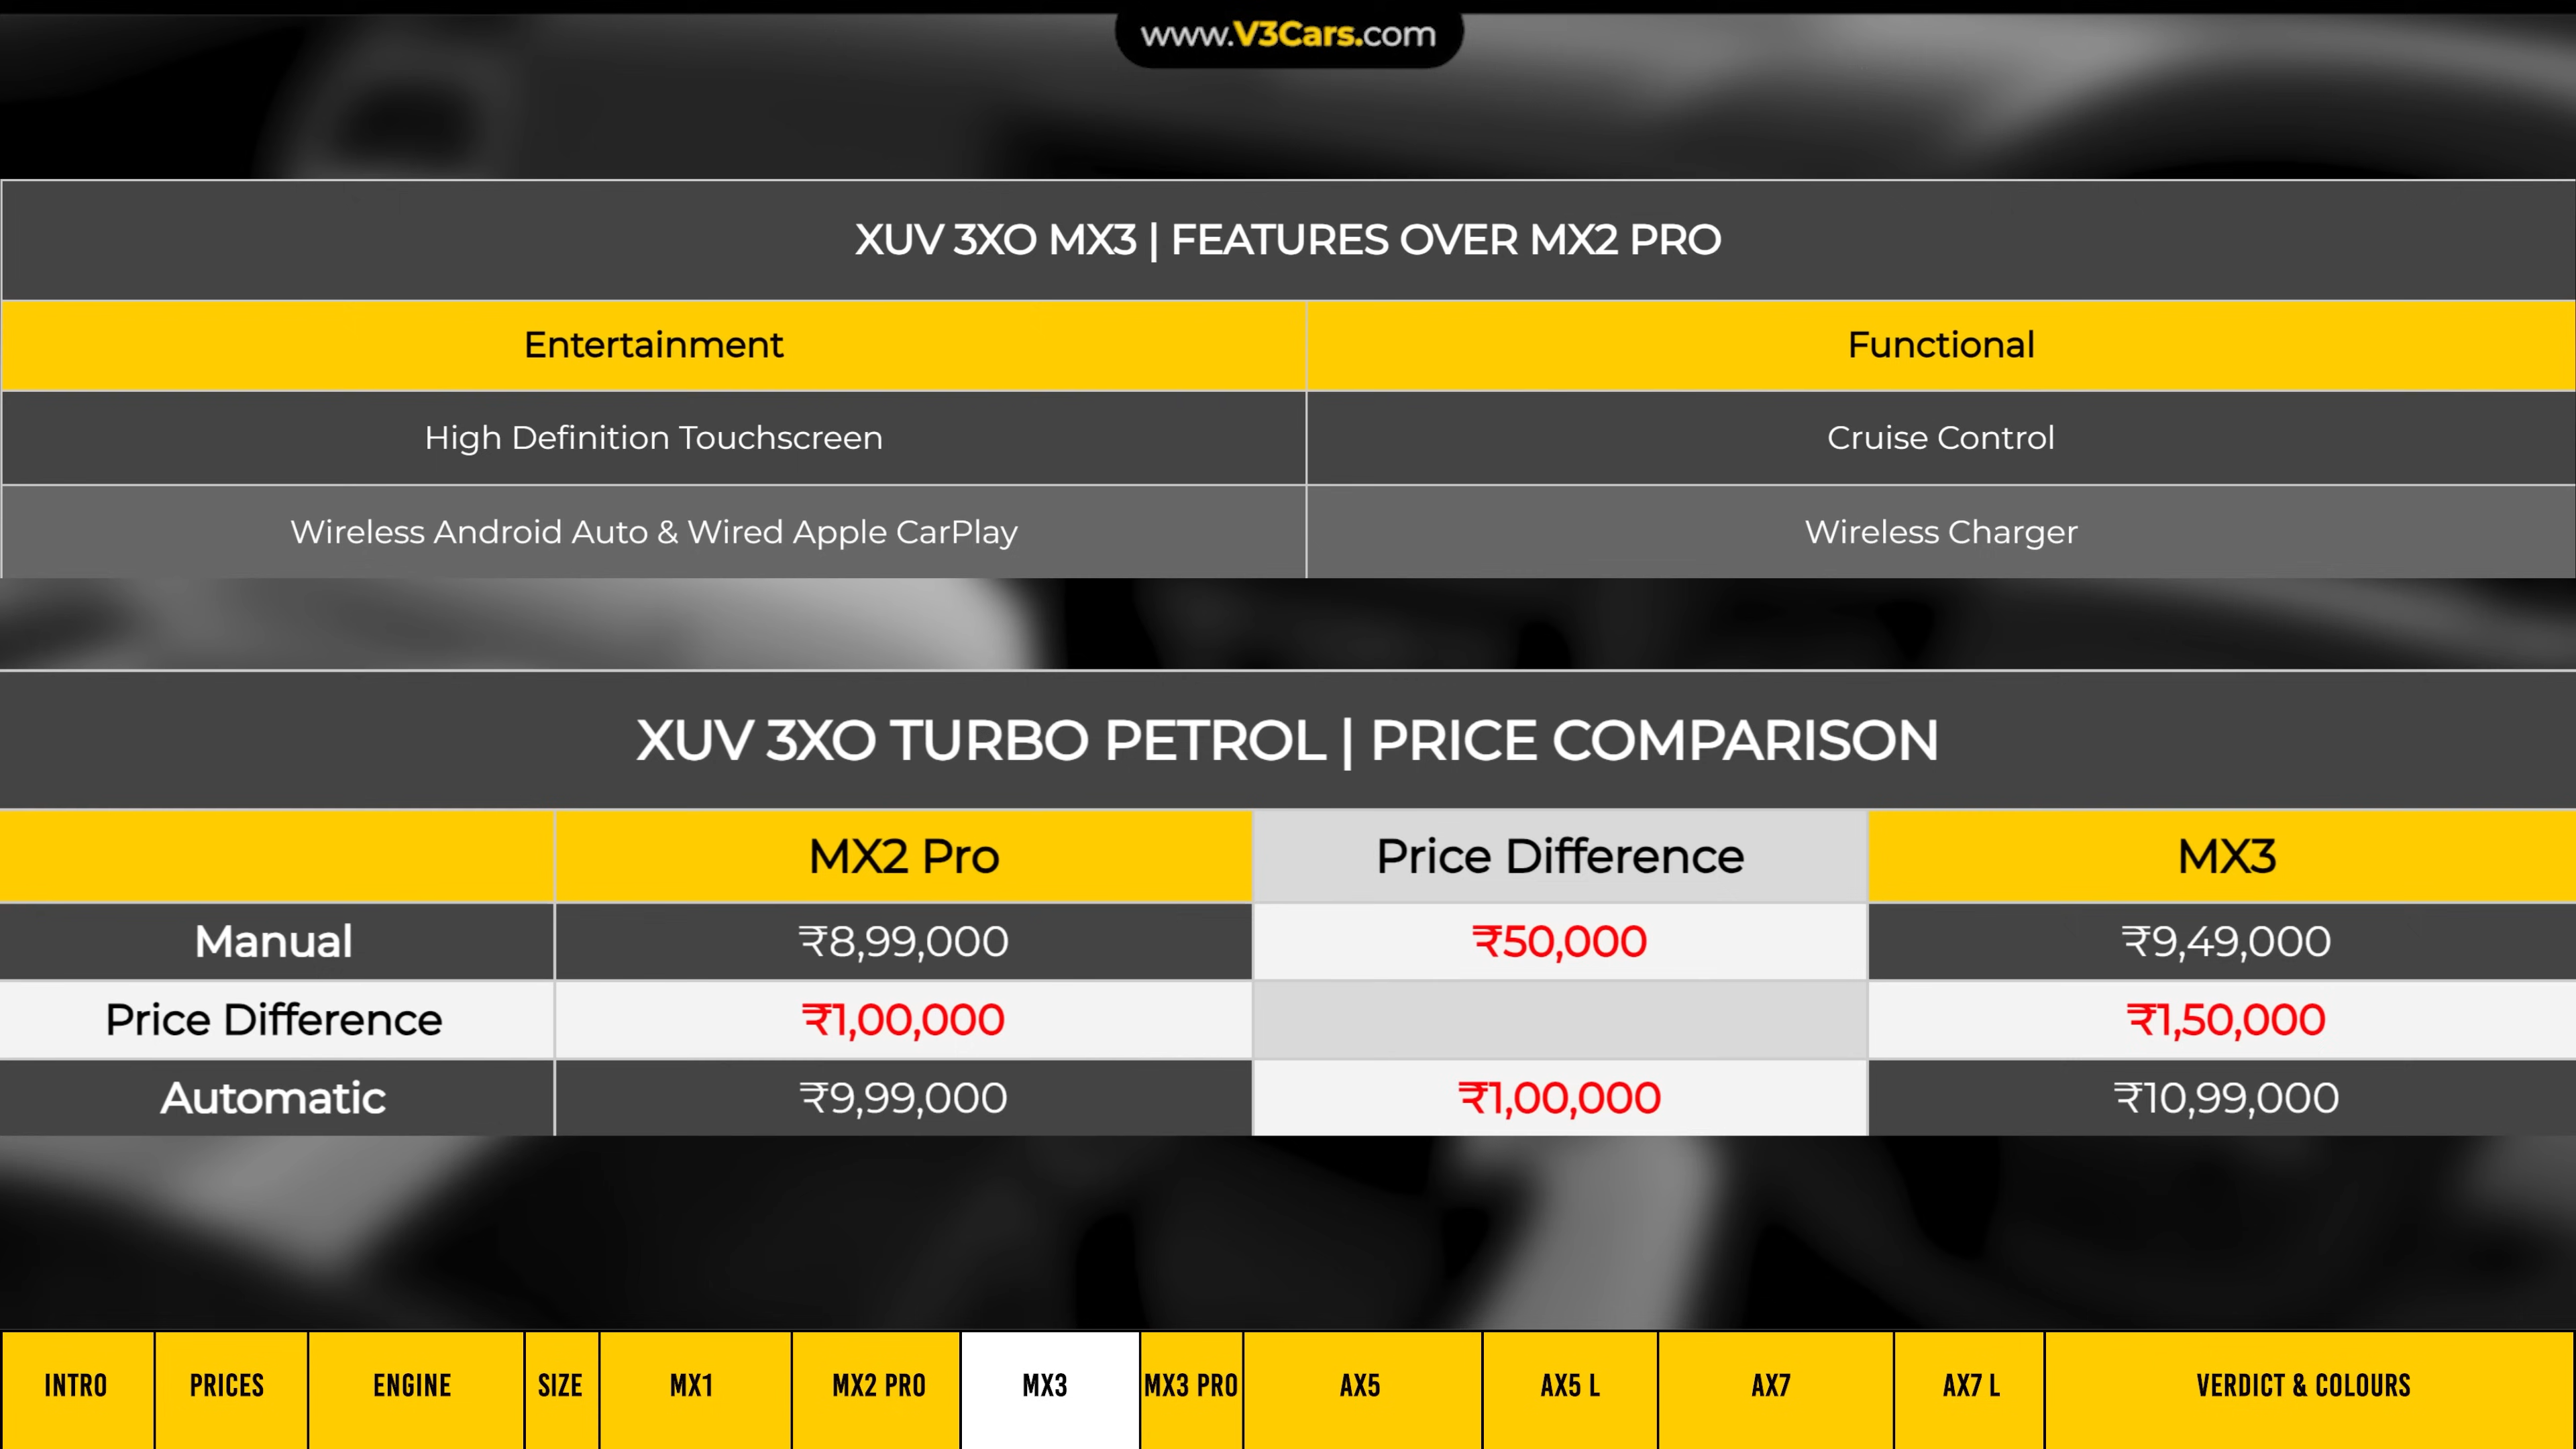 www.V3Cars.com
XUV 3XO MX3 | FEATURES OVER MX2 PRO
Entertainment Functional
High Definition Touchscreen Cruise Control
Wireless Android Auto & Wired Apple CarPlay Wireless Charger
XUV 3XO TURBO PETROL | PRICE COMPARISON
MX2 Pro Price Difference MX3
Manual ₹8,99,000 ₹50,000 ₹9,49,000
Price Difference ₹1,00,000 ₹1,50,000
Automatic ₹9,99,000 ₹1,00,000 ₹10,99,000
INTRO PRICES ENGINE SIZE MX1 MX2 PRO MX3 MX3 PRO AX5 AX5 L AX7 AX7 L VERDICT & COLOURS